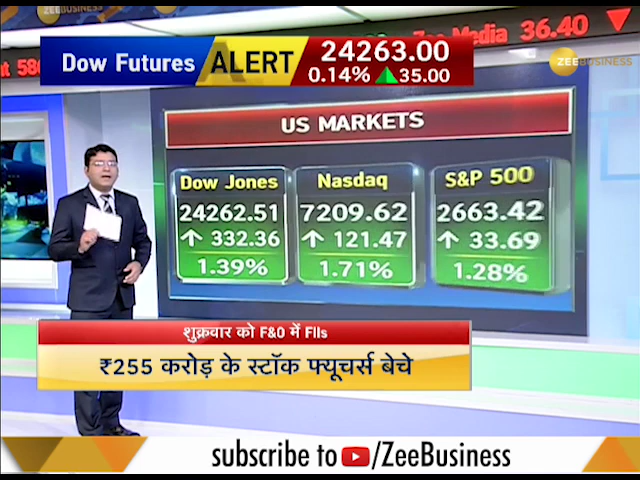 ZEEBUSINESS
Zee Media 36.40
ZEEBUSINESS
Dow Futures ALERT
24263.00
0.14% 35.00
US MARKETS
Dow Jones
24262.51
332.36
1.39%
Nasdaq
7209.62
121.47
1.71%
S&P 500
2663.42
33.69
1.28%
शुक्रवार को F&O में FIIs
₹255 करोड़ के स्टॉक फ्यूचर्स बेचे
subscribe to /ZeeBusiness